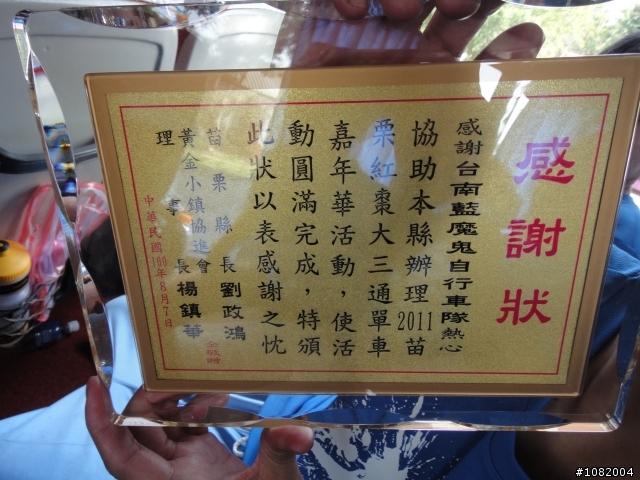 感謝狀
感謝台南藍魔鬼自行車隊熱心
協助本縣辦理2011苗
栗紅棗大三通單車
嘉年華活動，使活
動圓滿完成，特頒
此狀以表感謝之忱
苗栗縣長劉政鴻
黃金小鎮協進會
理事長楊鎮華
仝敬贈
中華民國100年8月7日
#1082004